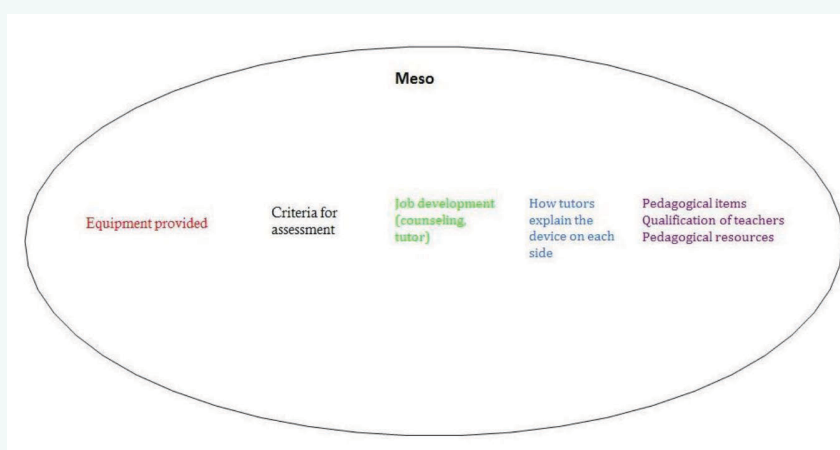 Meso
Equipment provided
Criteria for
assessment
Job development
(counseling,
tutor)
How tutors
explain the
device on each
side
Pedagogical items
Qualification of teachers
Pedagogical resources